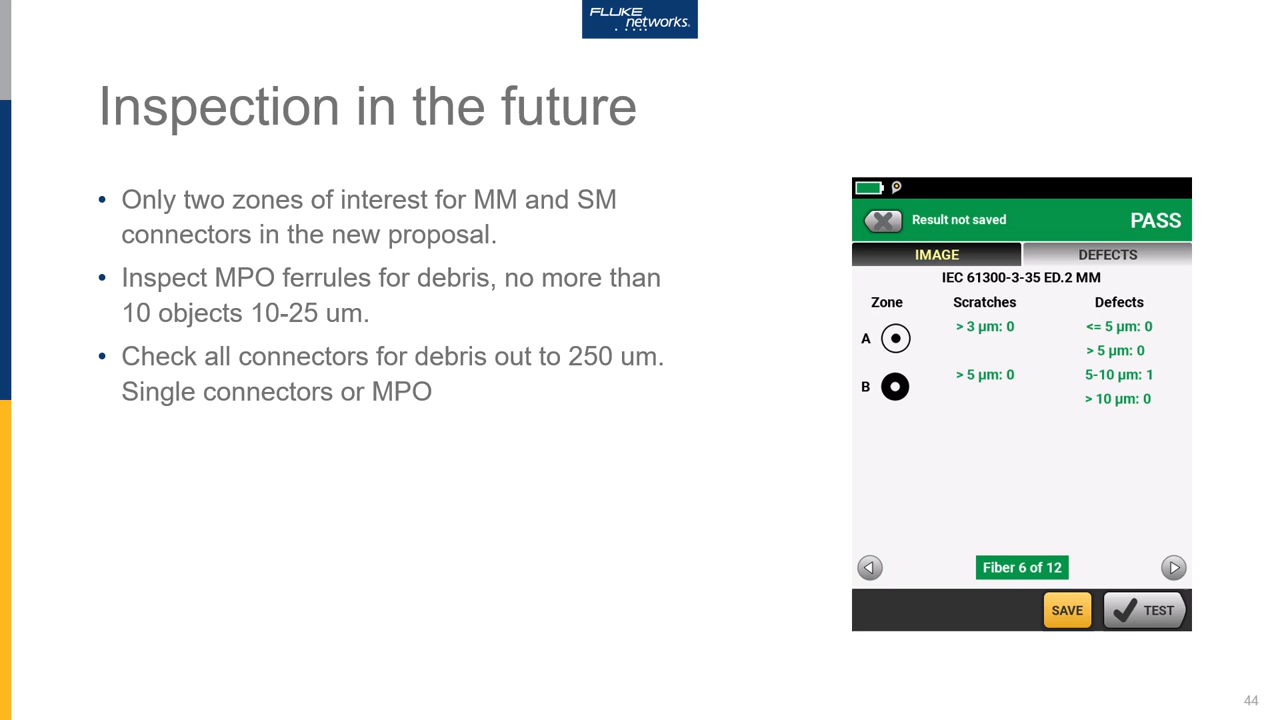 FLUKE
networks.
Inspection in the future
• Only two zones of interest for MM and SM
connectors in the new proposal.
• Inspect MPO ferrules for debris, no more than
10 objects 10-25 um.
• Check all connectors for debris out to 250 um.
Single connectors or MPO
Result not saved PASS
IMAGE DEFECTS
IEC 61300-3-35 ED.2 MM
Zone Scratches Defects
A > 3 µm: 0 <= 5 µm: 0
> 5 µm: 0
B > 5 µm: 0 5-10 µm: 1
> 10 µm: 0
Fiber 6 of 12
SAVE TEST
44